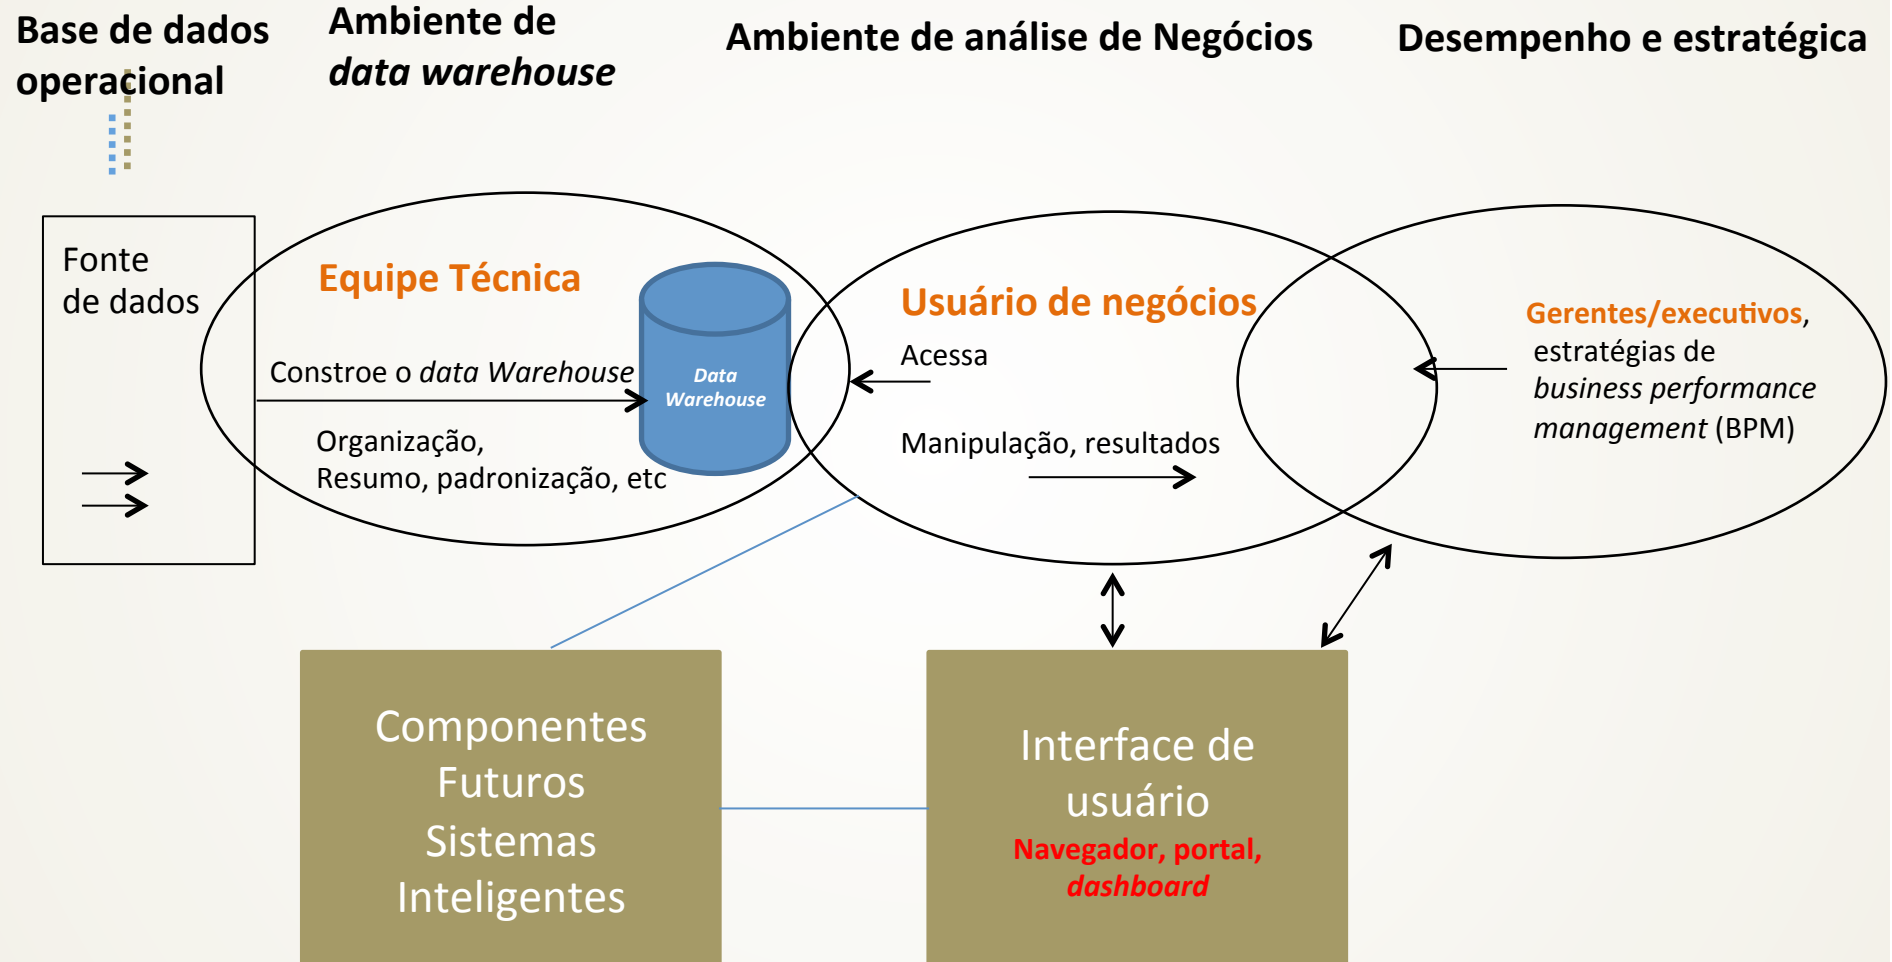 Base de dados
operacional
Ambiente de
data warehouse
Ambiente de análise de Negócios
Desempenho e estratégica
Fonte
de dados
Equipe Técnica
Constroe o data Warehouse
Organização,
Resumo, padronização, etc
Data
Warehouse
Usuário de negócios
Acessa
Manipulação, resultados
Gerentes/executivos,
estratégias de
business performance
management (BPM)
Componentes
Futuros
Sistemas
Inteligentes
Interface de
usuário
Navegador, portal,
dashboard